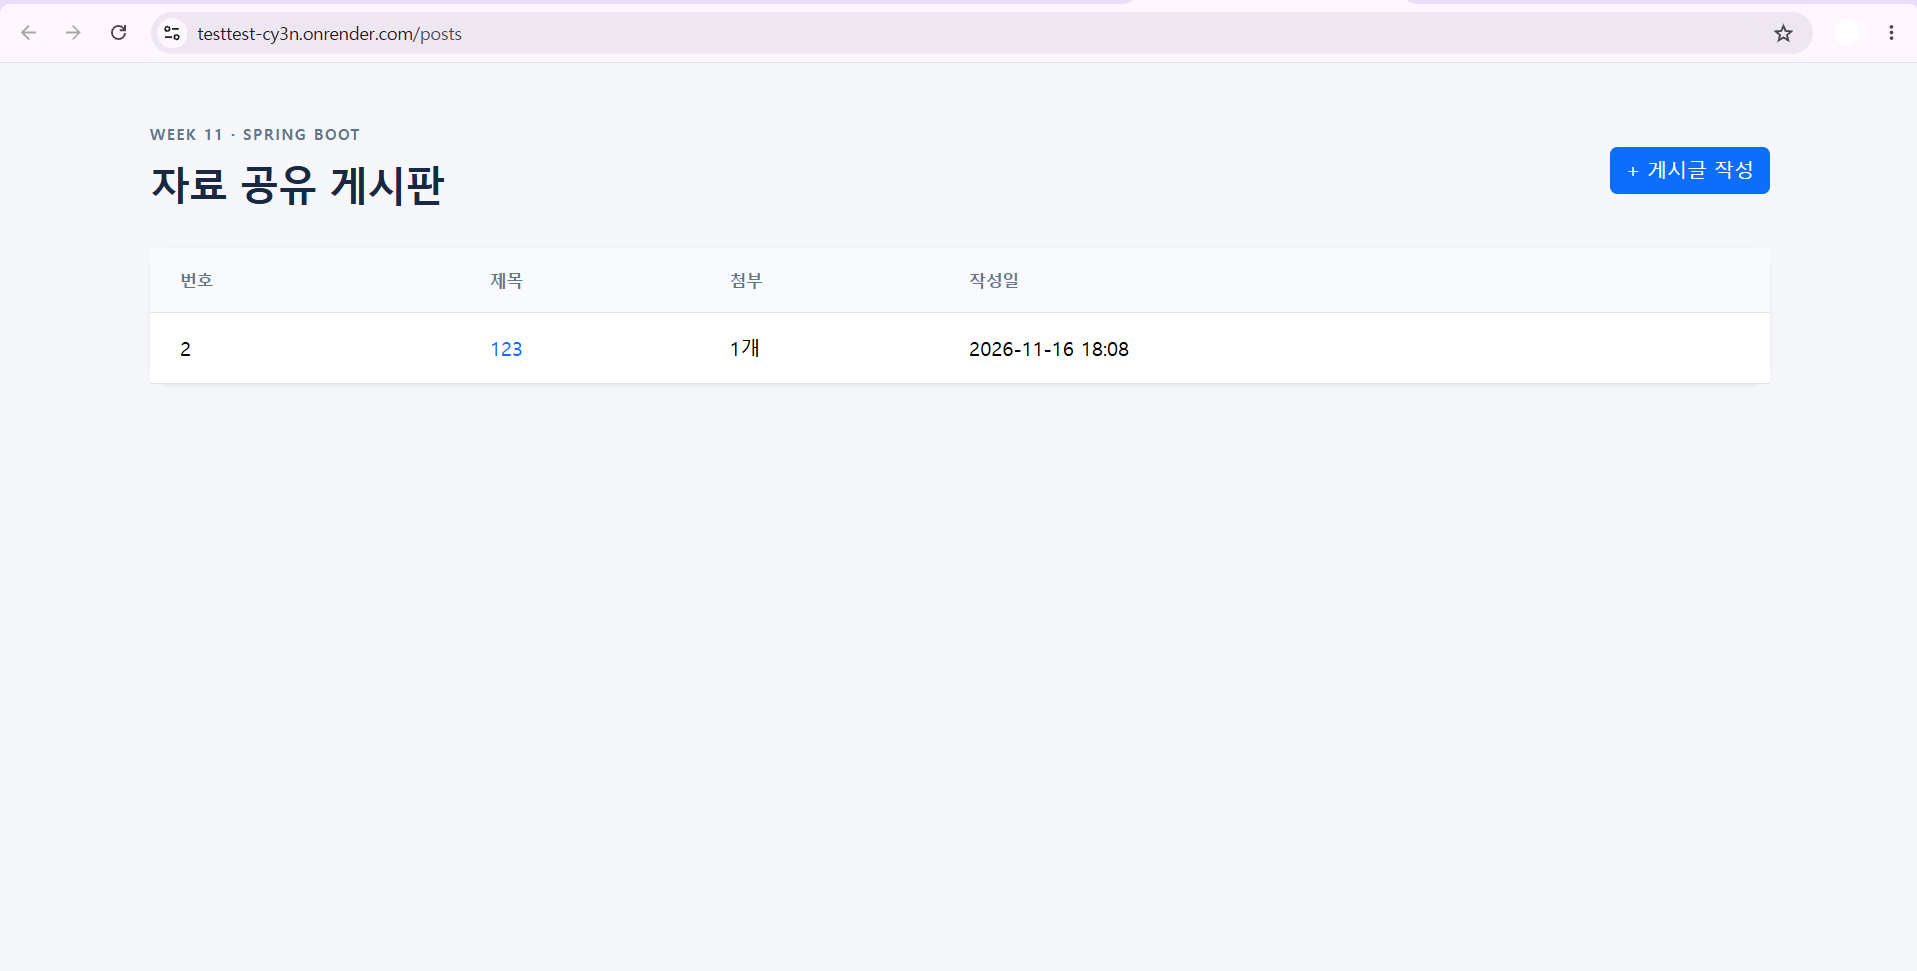 testtest-cy3n.onrender.com/posts
WEEK 11 · SPRING BOOT
자료 공유 게시판
+ 게시글 작성
번호 제목 첨부 작성일
2 123 1개 2026-11-16 18:08